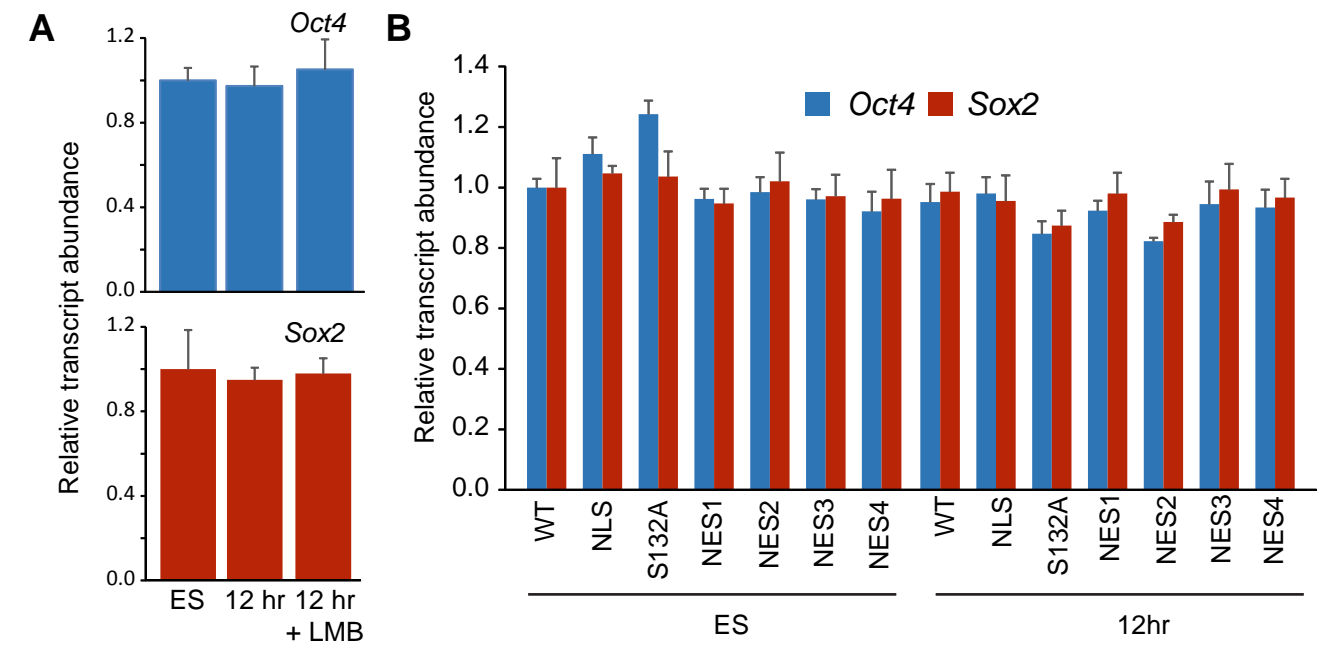 A
Oct4
Relative transcript abundance
1.2
0.8
0.4
0.0
Sox2
Relative transcript abundance
1.2
0.8
0.4
0.0
ES 12 hr 12 hr
+ LMB
B
Relative transcript abundance
1.4
1.2
1.0
0.8
0.6
0.4
0.2
0.0
Oct4 Sox2
WT NLS S132A NES1 NES2 NES3 NES4 WT NLS S132A NES1 NES2 NES3 NES4
ES 12hr